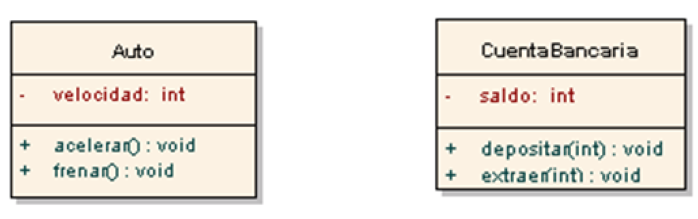 Auto
- velocidad: int
+ acelerar() : void
+ frenar() : void
CuentaBancaria
- saldo: int
+ depositar(int) : void
+ extraer(int) : void